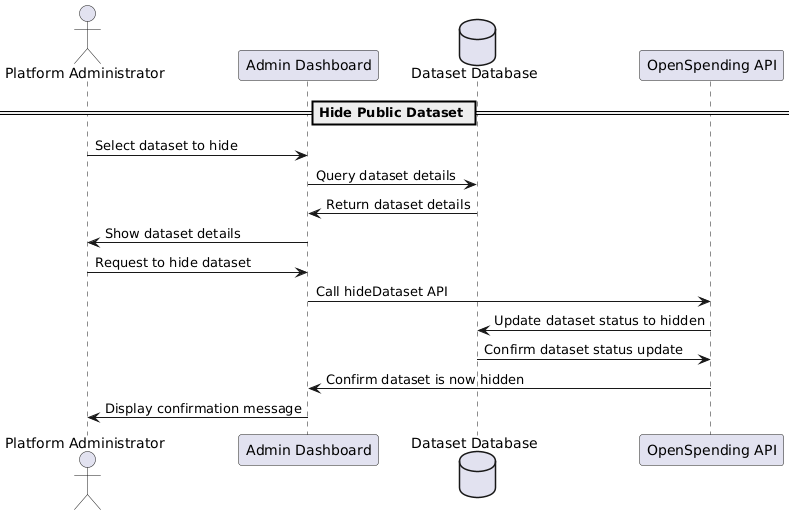 Platform Administrator
Admin Dashboard
Dataset Database
OpenSpending API
Hide Public Dataset
Select dataset to hide
Query dataset details
Return dataset details
Show dataset details
Request to hide dataset
Call hideDataset API
Update dataset status to hidden
Confirm dataset status update
Confirm dataset is now hidden
Display confirmation message
Platform Administrator
Admin Dashboard
Dataset Database
OpenSpending API